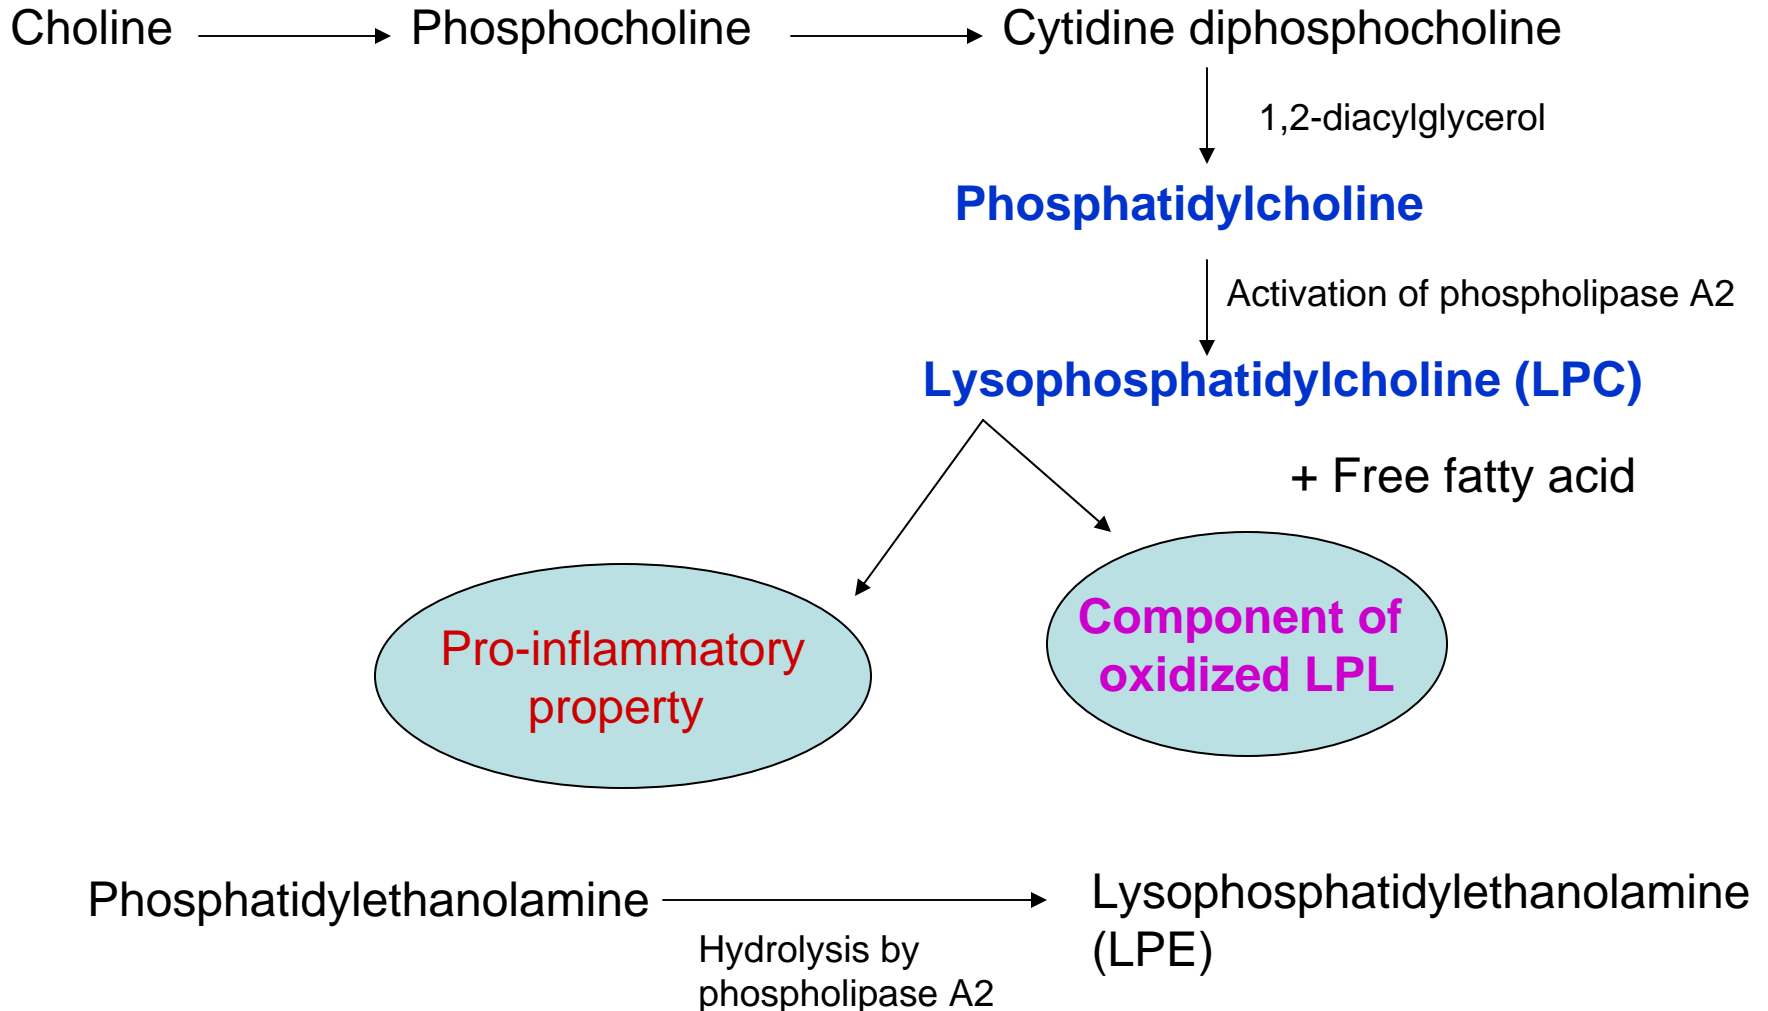 Choline
Phosphocholine
Cytidine diphosphocholine
1,2-diacylglycerol
Phosphatidylcholine
Activation of phospholipase A2
Lysophosphatidylcholine (LPC)
+ Free fatty acid
Pro-inflammatory
property
Component of
oxidized LPL
Phosphatidylethanolamine
Hydrolysis by
phospholipase A2
Lysophosphatidylethanolamine
(LPE)